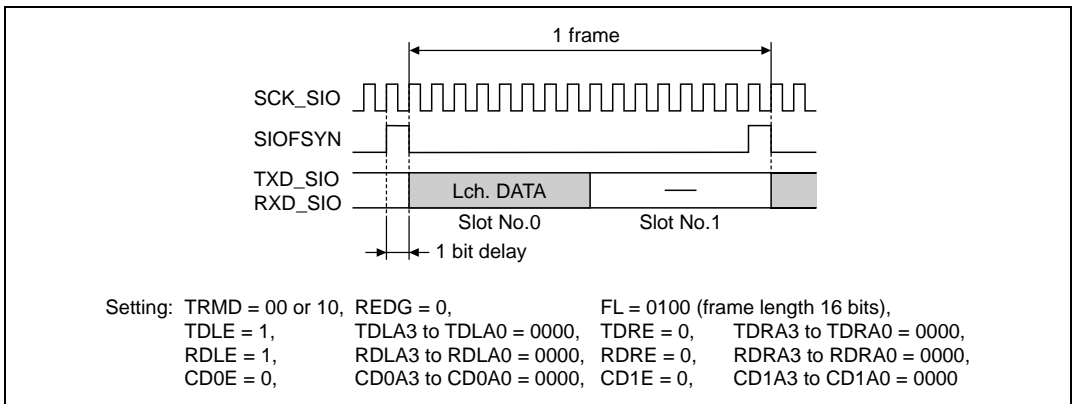 1 frame
SCK_SIO
SIOFSYN
TXD_SIO
RXD_SIO
Lch. DATA
Slot No.0 Slot No.1
1 bit delay
Setting: TRMD = 00 or 10, REDG = 0, FL = 0100 (frame length 16 bits),
TDLE = 1, TDLA3 to TDLA0 = 0000, TDRE = 0, TDRA3 to TDRA0 = 0000,
RDLE = 1, RDLA3 to RDLA0 = 0000, RDRE = 0, RDRA3 to RDRA0 = 0000,
CD0E = 0, CD0A3 to CD0A0 = 0000, CD1E = 0, CD1A3 to CD1A0 = 0000